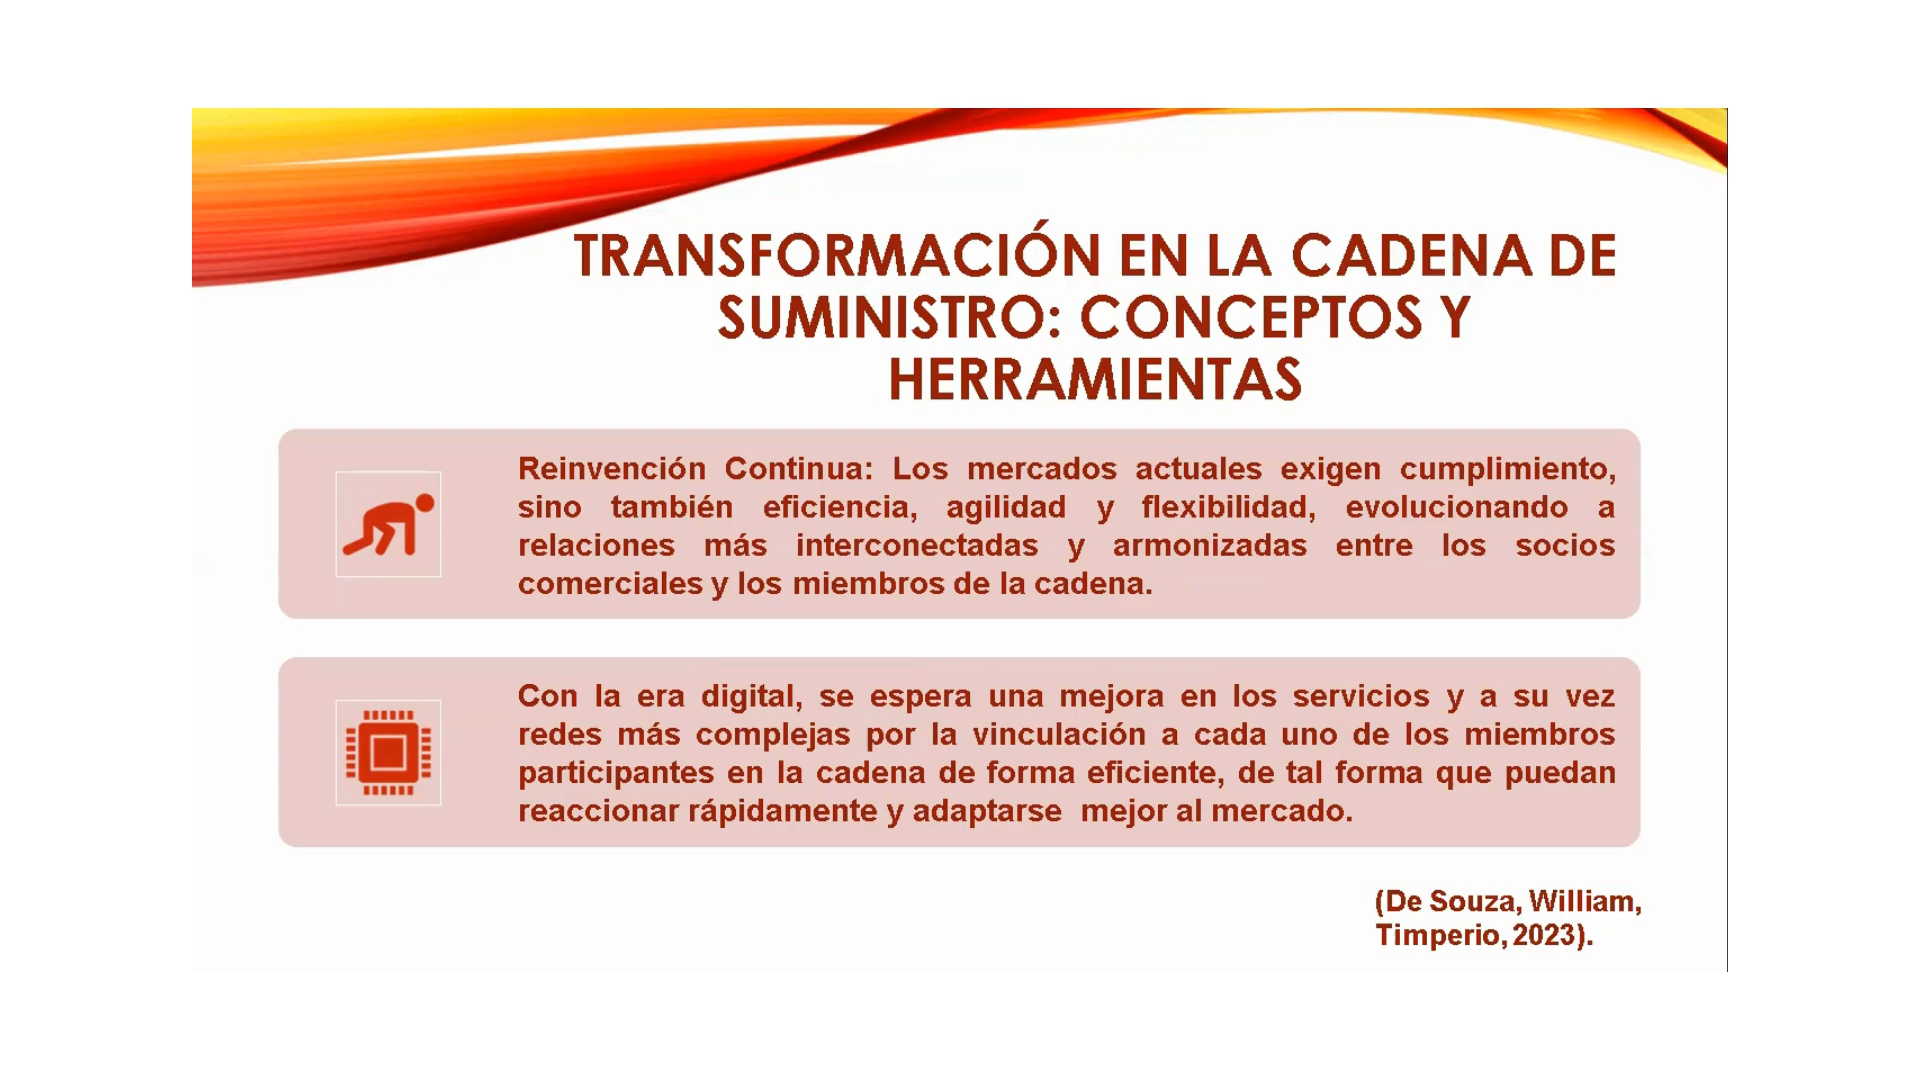 TRANSFORMACIÓN EN LA CADENA DE
SUMINISTRO: CONCEPTOS Y
HERRAMIENTAS
Reinvención Continua: Los mercados actuales exigen cumplimiento,
sino también eficiencia, agilidad y flexibilidad, evolucionando a
relaciones más interconectadas y armonizadas entre los socios
comerciales y los miembros de la cadena.
Con la era digital, se espera una mejora en los servicios y a su vez
redes más complejas por la vinculación a cada uno de los miembros
participantes en la cadena de forma eficiente, de tal forma que puedan
reaccionar rápidamente y adaptarse  mejor al mercado.
(De Souza, William,
Timperio, 2023).